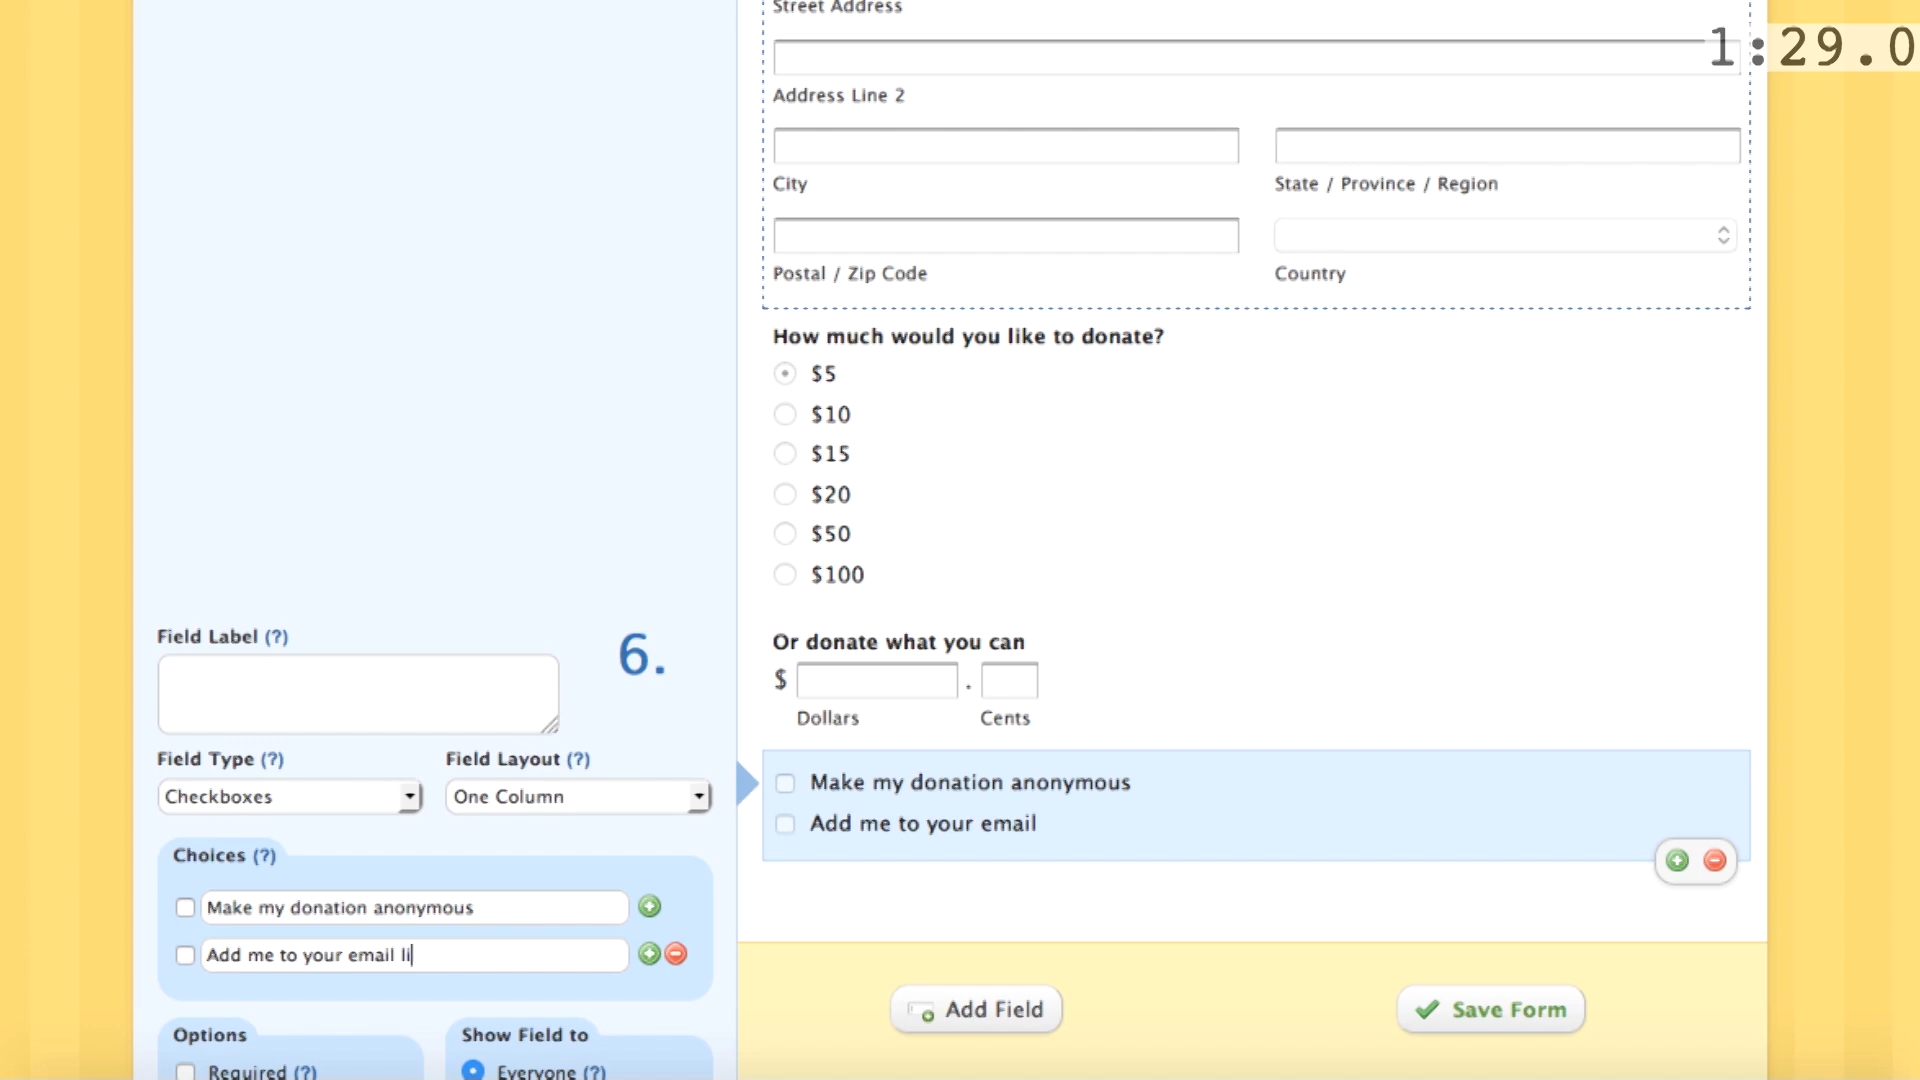 Street Address
1:29.0
Address Line 2
City
State / Province / Region
Postal / Zip Code
Country
How much would you like to donate?
$5
$10
$15
$20
$50
$100
Or donate what you can
$ .
Dollars
Cents
Make my donation anonymous
Add me to your email
Add Field
Save Form
Field Label (?)
6.
Field Type (?)
Field Layout (?)
Checkboxes
One Column
Choices (?)
Make my donation anonymous
Add me to your email li
Options
Show Field to
Required (?)
Everyone (?)